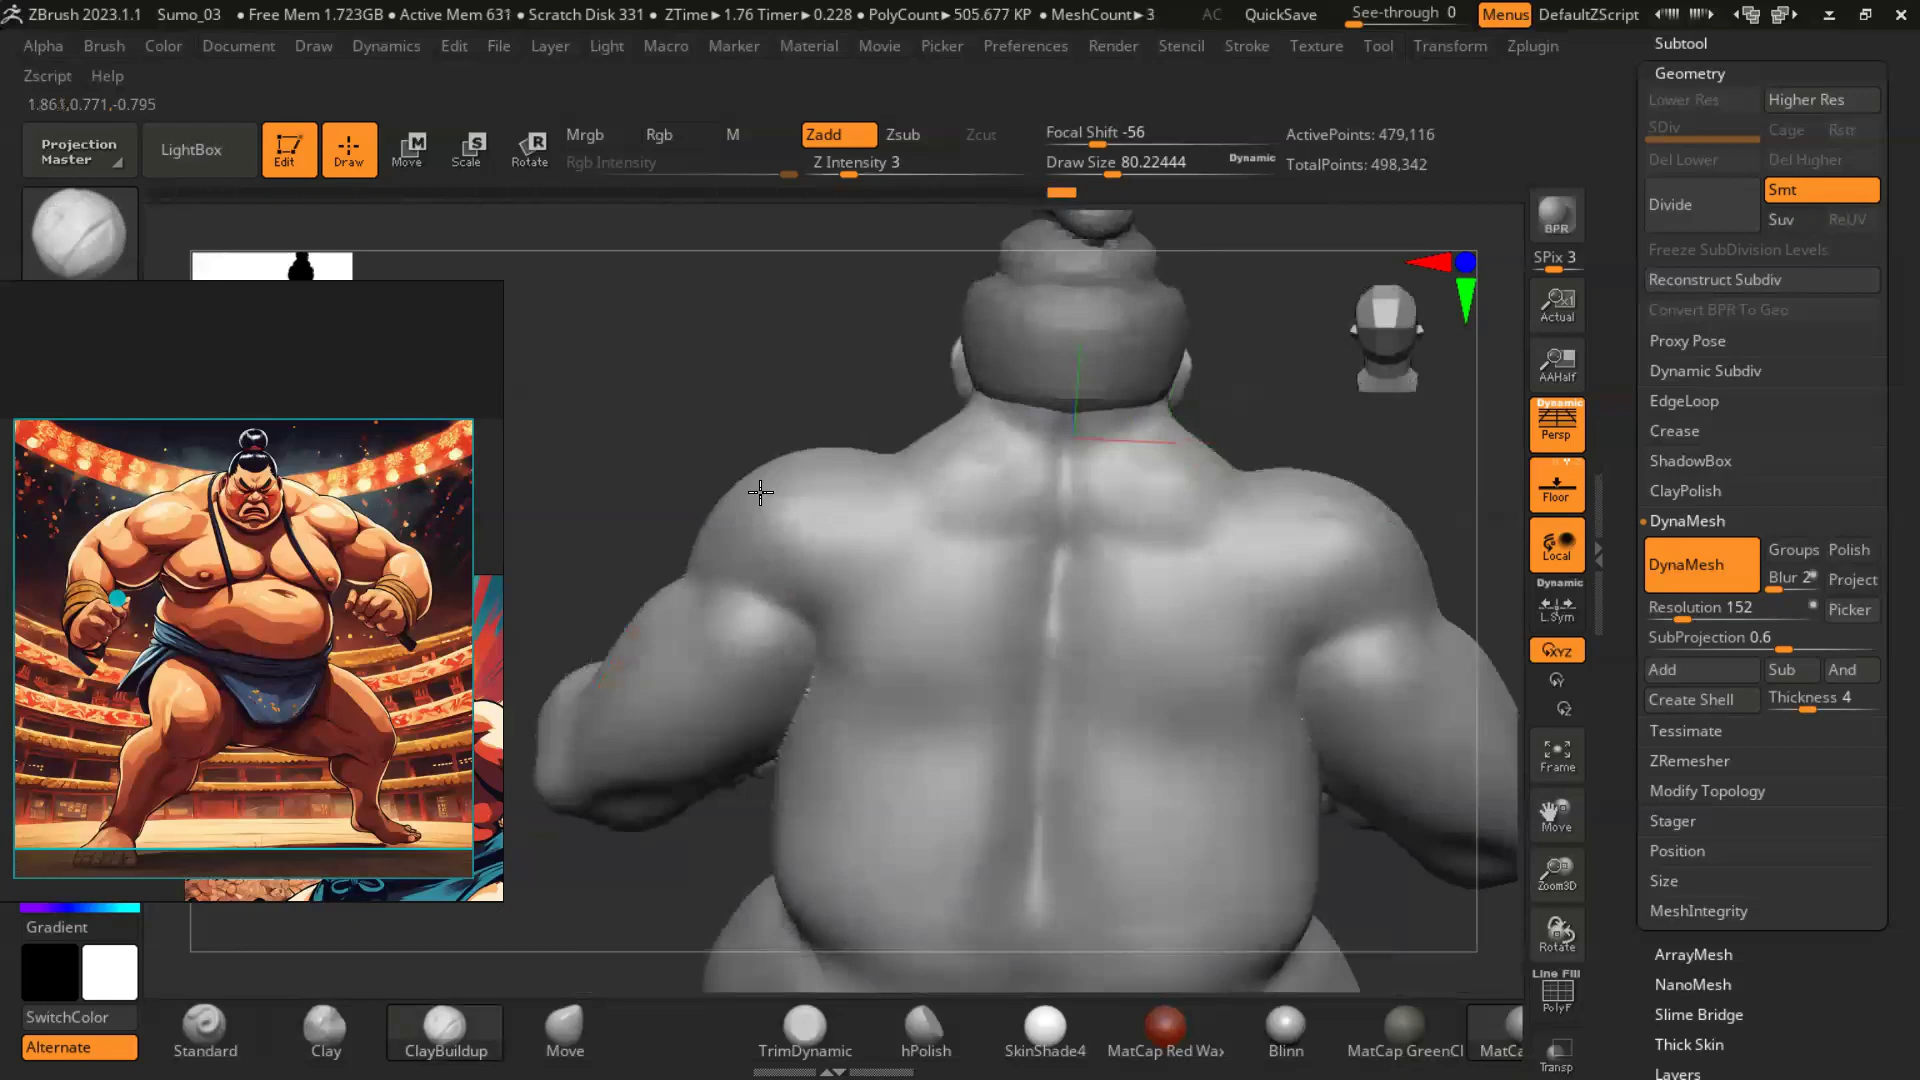 ZBrush 2023.1.1 Sumo_03 • Free Mem 1.723GB • Active Mem 631 • Scratch Disk 331 • ZTime▸1.76 Timer▸0.228 • PolyCount▸505.677 KP • MeshCount▸3 AC QuickSave See-through 0 Menus DefaultZScript
Alpha Brush Color Document Draw Dynamics Edit File Layer Light Macro Marker Material Movie Picker Preferences Render Stencil Stroke Texture Tool Transform Zplugin
Zscript Help
Projection Master
LightBox
Edit
Draw
Move
Scale
Rotate
Mrgb Rgb M
Rgb Intensity
Zadd Zsub Zcut
Z Intensity 3
Focal Shift -56
Draw Size 80.22444 Dynamic
ActivePoints: 479,116
TotalPoints: 498,342
BPR
SPix 3
Actual
AAHalf
Dynamic
Persp
Floor
Local
Dynamic
L.Sym
XYZ
Frame
Move
Zoom3D
Rotate
Line Fill
PolyF
Transp
Subtool
Geometry
Lower Res Higher Res
SDiv Cage Rstr
Del Lower Del Higher
Divide Smt
Suv ReUV
Freeze SubDivision Levels
Reconstruct Subdiv
Convert BPR To Geo
Proxy Pose
Dynamic Subdiv
EdgeLoop
Crease
ShadowBox
ClayPolish
DynaMesh
DynaMesh Groups Polish
Blur 2 Project
Resolution 152 Picker
SubProjection 0.6
Add Sub And
Create Shell Thickness 4
Tessimate
ZRemesher
Modify Topology
Stager
Position
Size
MeshIntegrity
ArrayMesh
NanoMesh
Slime Bridge
Thick Skin
Layers
Gradient
SwitchColor
Alternate
Standard Clay ClayBuildup Move TrimDynamic hPolish SkinShade4 MatCap Red Wax Blinn MatCap GreenCl MatCa